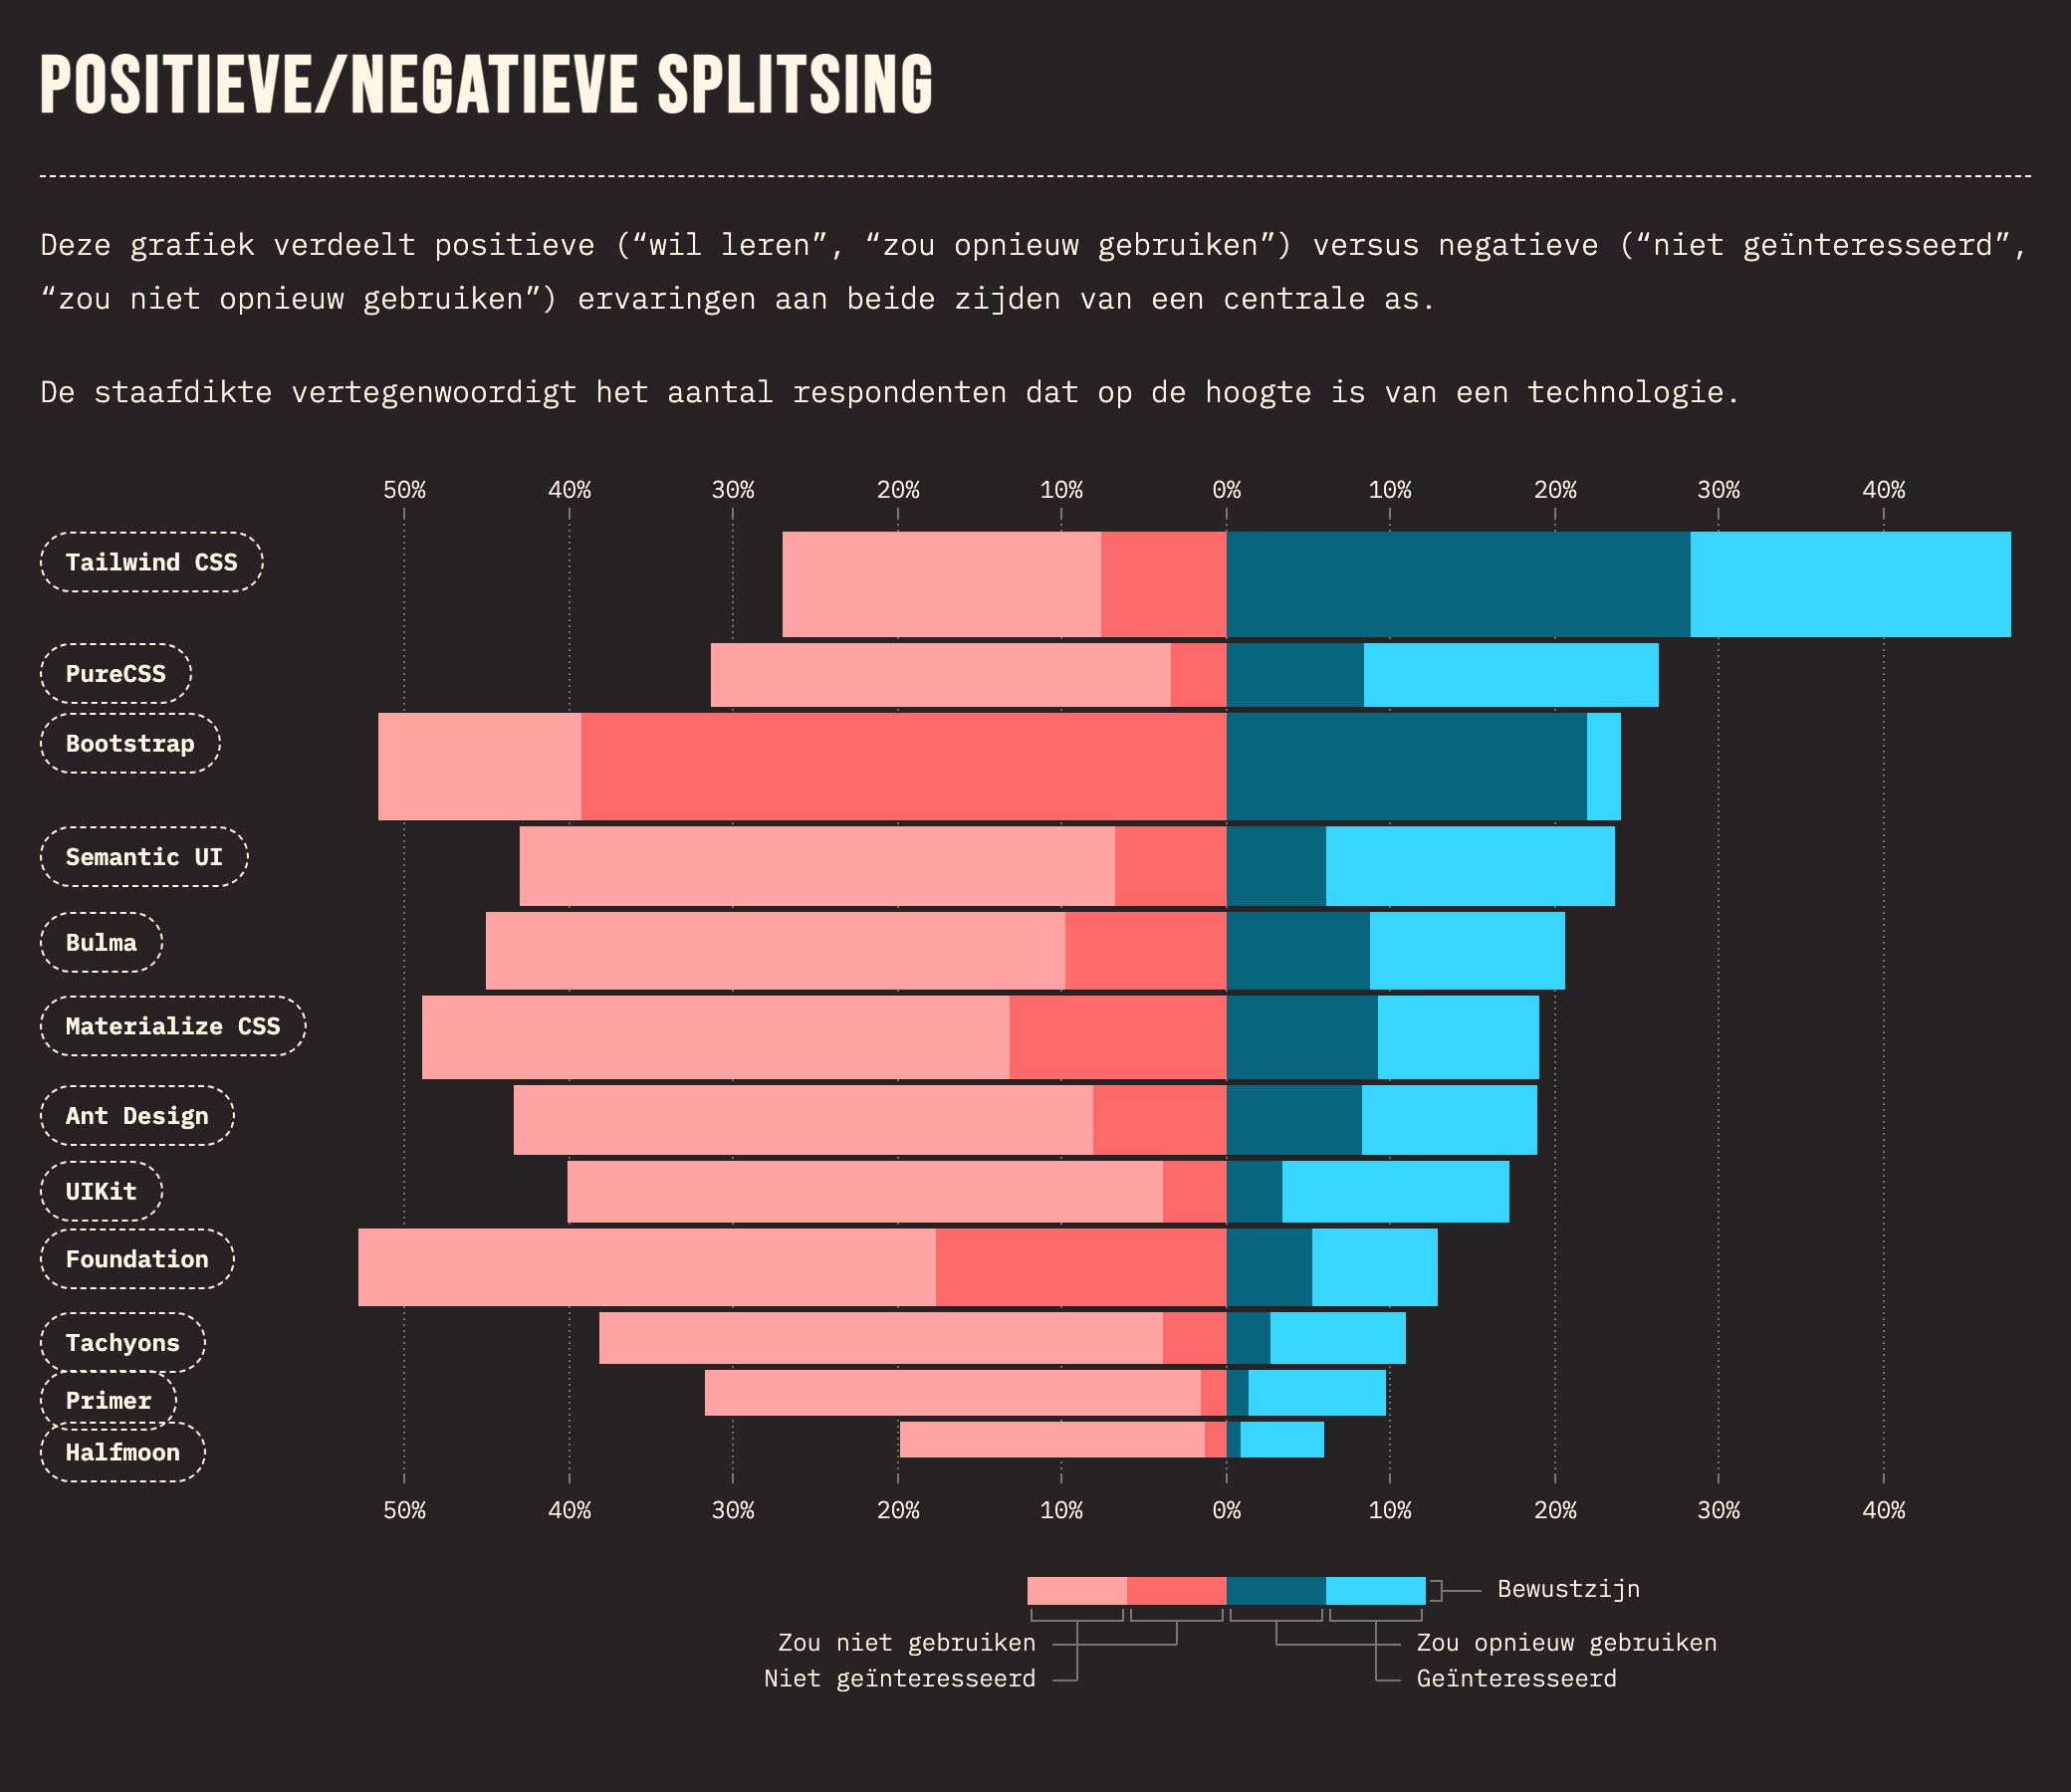 POSITIEVE/NEGATIEVE SPLITSING
Deze grafiek verdeelt positieve (“wil leren”, “zou opnieuw gebruiken”) versus negatieve (“niet geïnteresseerd”,
“zou niet opnieuw gebruiken”) ervaringen aan beide zijden van een centrale as.
De staafdikte vertegenwoordigt het aantal respondenten dat op de hoogte is van een technologie.
50% 40% 30% 20% 10% 0% 10% 20% 30% 40%
Tailwind CSS
PureCSS
Bootstrap
Semantic UI
Bulma
Materialize CSS
Ant Design
UIKit
Foundation
Tachyons
Primer
Halfmoon
50% 40% 30% 20% 10% 0% 10% 20% 30% 40%
Bewustzijn
Zou niet gebruiken Zou opnieuw gebruiken
Niet geïnteresseerd Geïnteresseerd